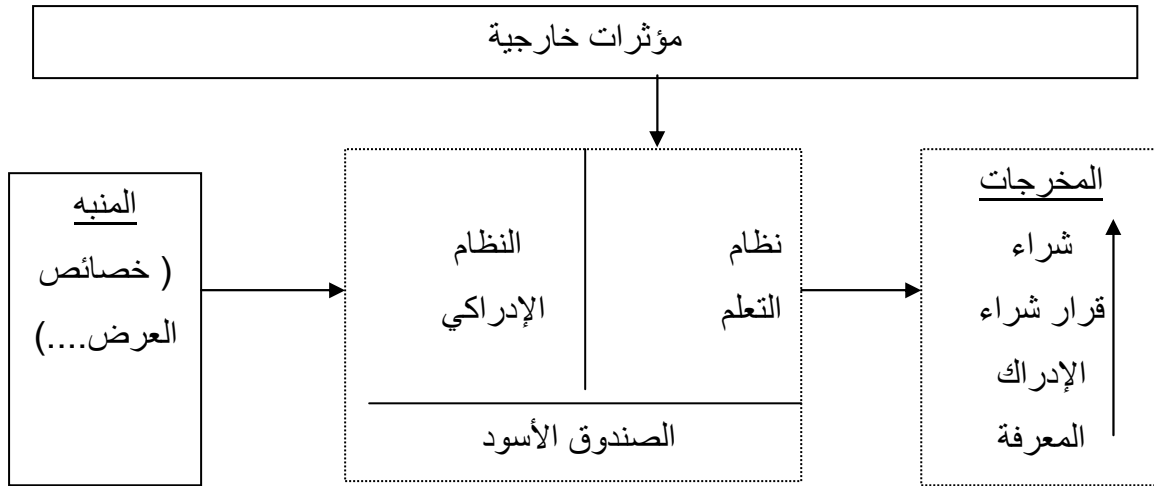 مؤثرات خارجية
المنبه
( خصائص
العرض....)
النظام
الإدراكي
نظام
التعلم
الصندوق الأسود
المخرجات
شراء
قرار شراء
الإدراك
المعرفة